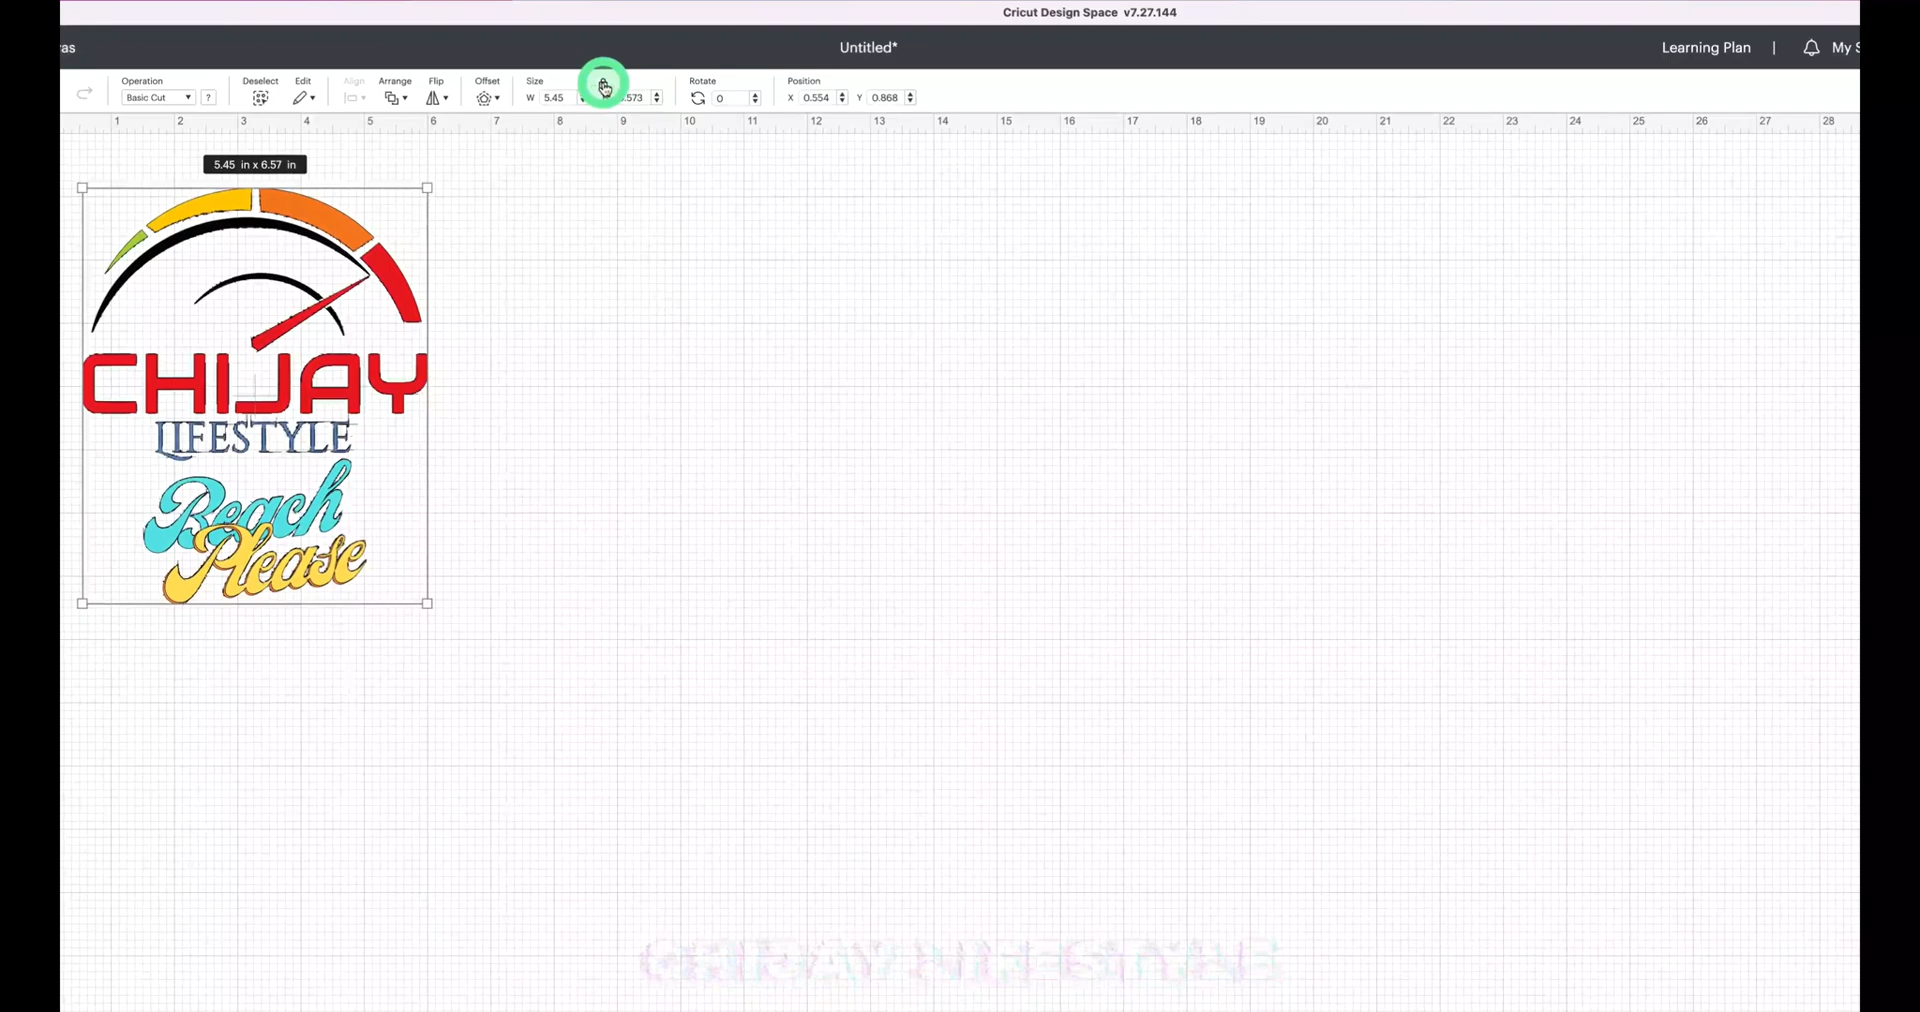 Cricut Design Space v7.27.144
Untitled*
Learning Plan | My
Operation Deselect Edit Align Arrange Flip Offset Size Rotate Position
Basic Cut ? W 5.45 0 X 0.554 Y 0.868
1 2 3 4 5 6 7 8 9 10 11 12 13 14 15 16 17 18 19 20 21 22 23 24 25 26 27 28
5.45 in x 6.57 in
CHIJAY
LIFESTYLE
Beach
Please
CHIJAY LIFESTYLE